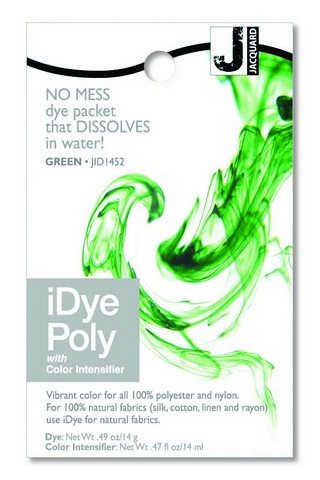 J
JACQUARD
NO MESS
dye packet
that DISSOLVES
in water!
GREEN • JID1452
iDye
Poly
with
Color Intensifier
Vibrant color for all 100% polyester and nylon.
For 100% natural fabrics (silk, cotton, linen and rayon)
use iDye for natural fabrics.
Dye: Net Wt .49 oz/14 g
Color Intensifier: Net Wt .47 fl oz/14 ml